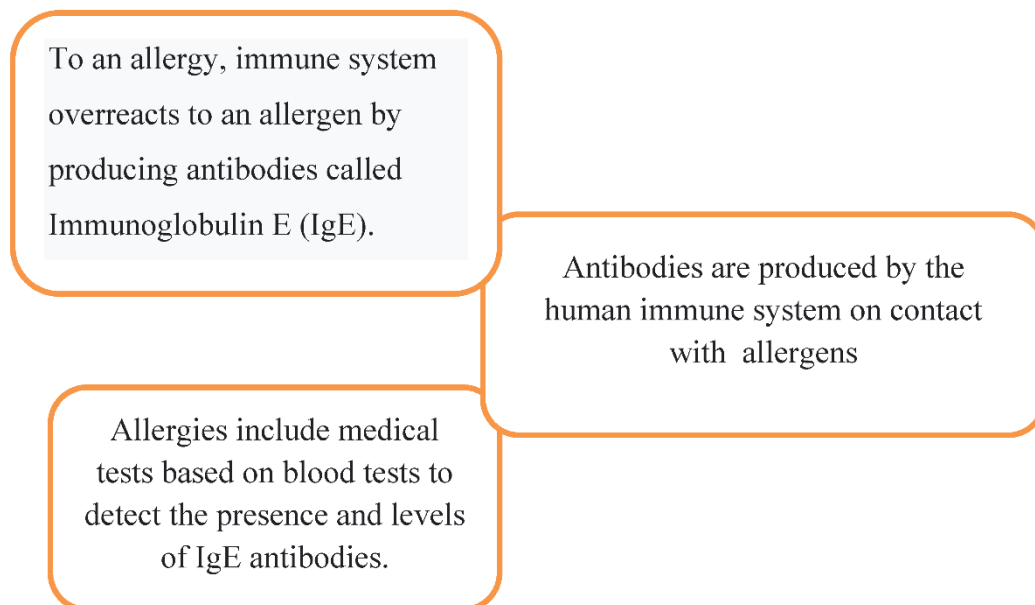 To an allergy, immune system
overreacts to an allergen by
producing antibodies called
Immunoglobulin E (IgE).
Antibodies are produced by the
human immune system on contact
with  allergens
Allergies include medical
tests based on blood tests to
detect the presence and levels
of IgE antibodies.